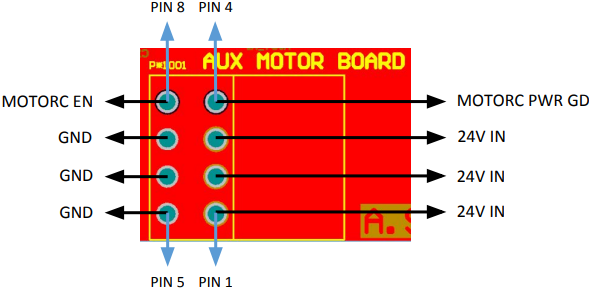 PIN 8 PIN 4
P*1001 AUX MOTOR BOARD
MOTORC EN MOTORC PWR GD
GND 24V IN
GND 24V IN
GND 24V IN
A.S
PIN 5 PIN 1